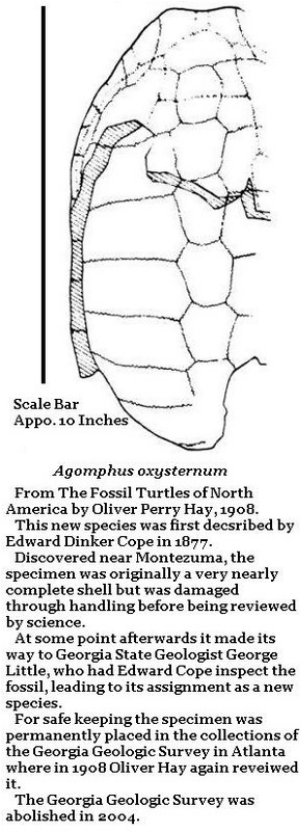 Scale Bar
Appo. 10 Inches
Agomphus oxysternum
From The Fossil Turtles of North
America by Oliver Perry Hay, 1908.
This new species was first decsribed by
Edward Dinker Cope in 1877.
Discovered near Montezuma, the
specimen was originally a very nearly
complete shell but was damaged
through handling before being reviewed
by science.
At some point afterwards it made its
way to Georgia State Geologist George
Little, who had Edward Cope inspect the
fossil, leading to its assignment as a new
species.
For safe keeping the specimen was
permanently placed in the collections of
the Georgia Geologic Survey in Atlanta
where in 1908 Oliver Hay again reveiwed
it.
The Georgia Geologic Survey was
abolished in 2004.